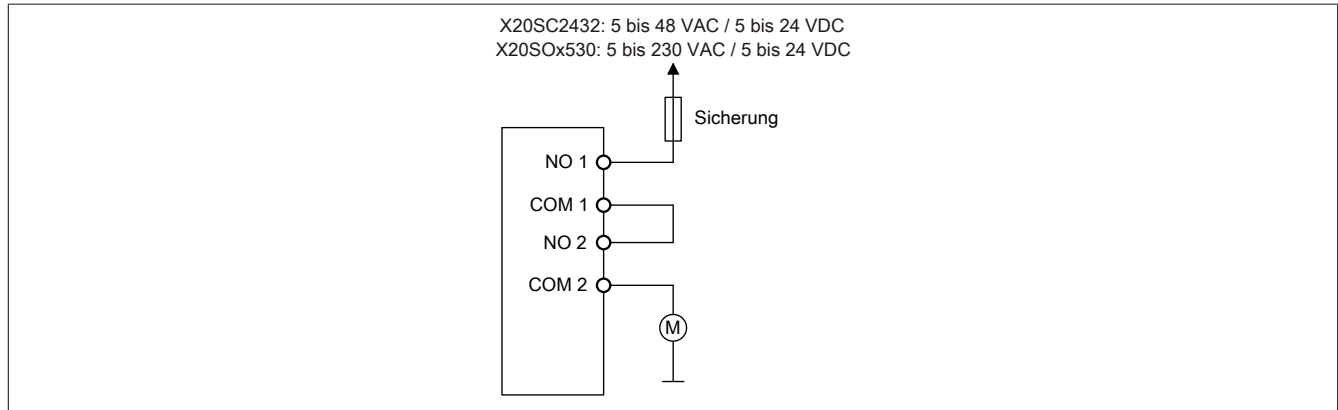 X20SC2432: 5 bis 48 VAC / 5 bis 24 VDC
X20SOx530: 5 bis 230 VAC / 5 bis 24 VDC
Sicherung
NO 1
COM 1
NO 2
COM 2
M